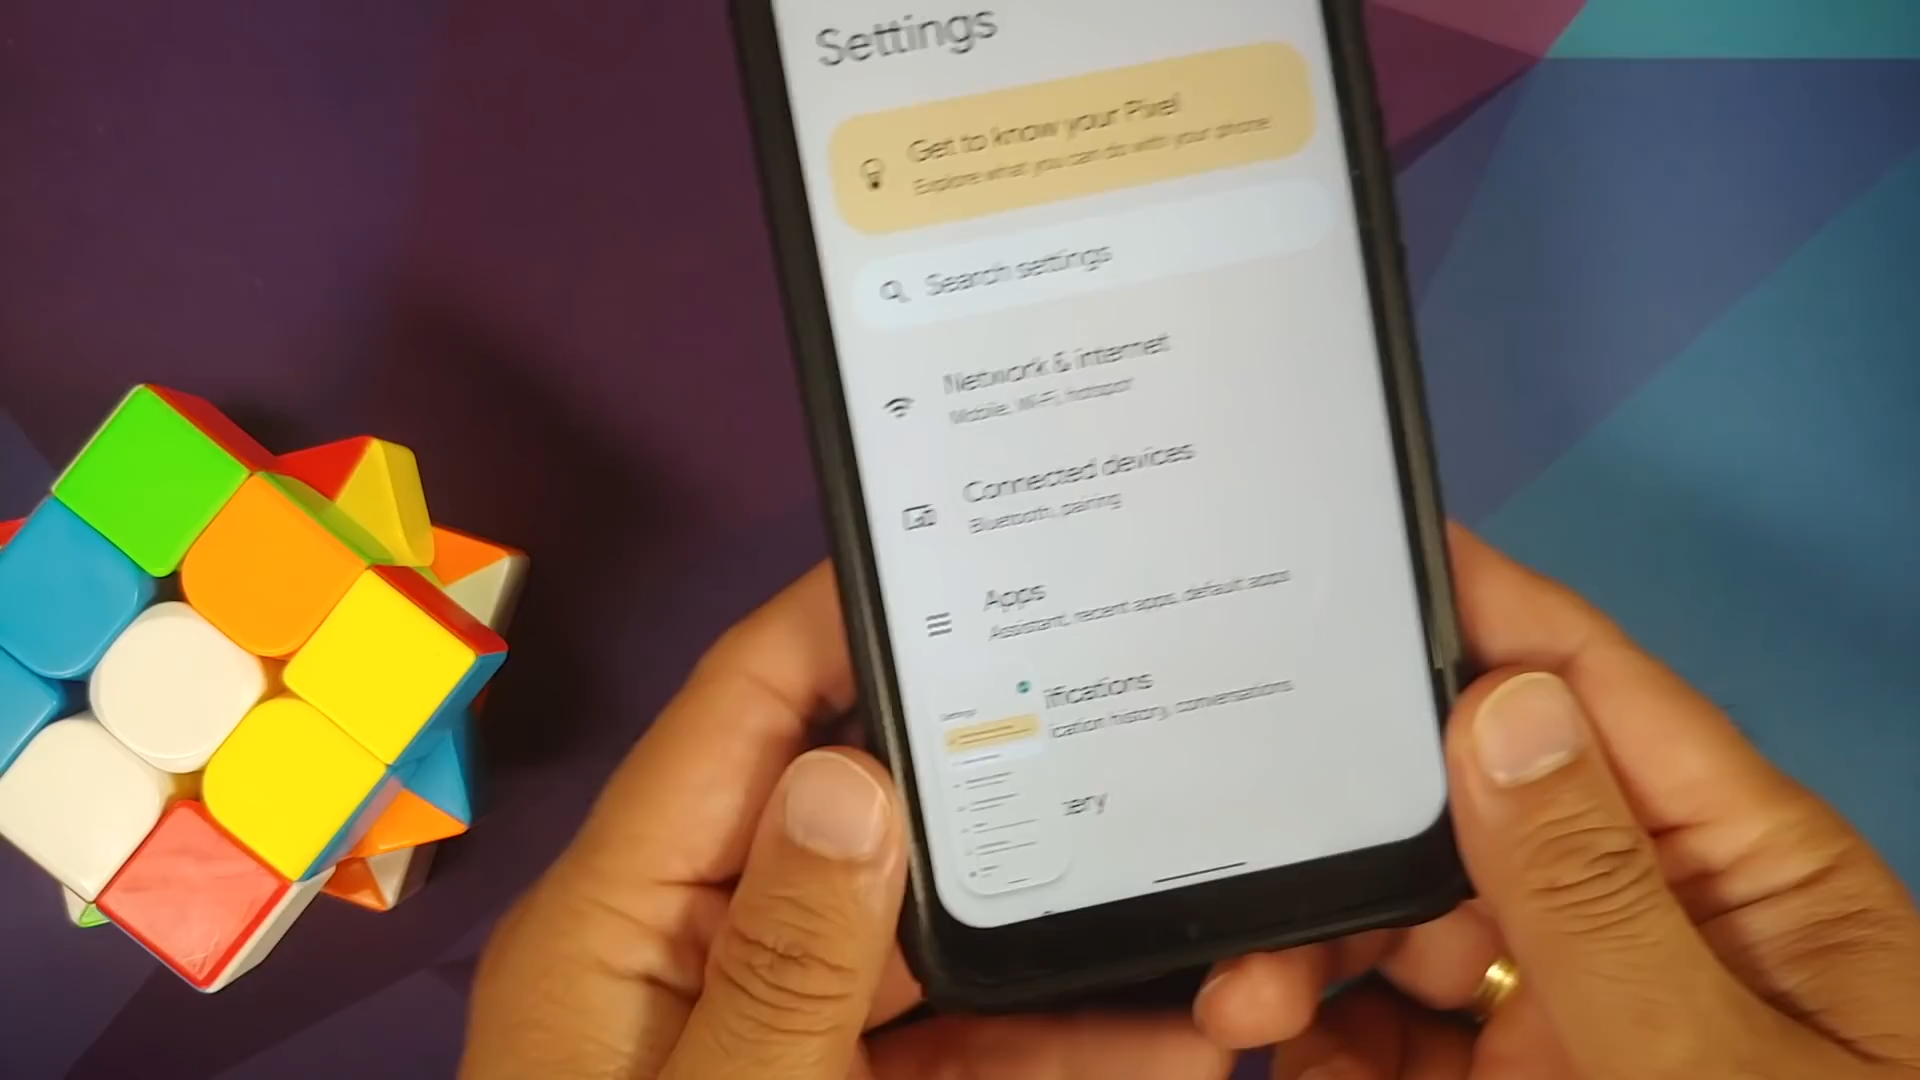 Settings
Get to know your Pixel
Explore what you can do with your phone
Search settings
Network & internet
Mobile, Wi-Fi, hotspot
Connected devices
Bluetooth, pairing
Apps
Assistant, recent apps, default apps
ifications
ication history, conversations
ery